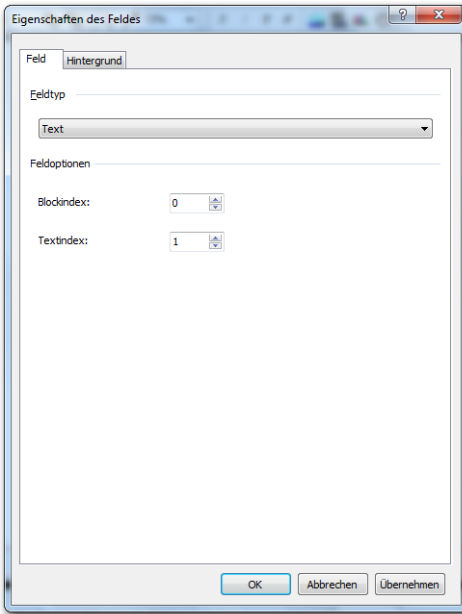 Eigenschaften des Feldes
Feld Hintergrund
Feldtyp
Text
Feldoptionen
Blockindex: 0
Textindex: 1
OK Abbrechen Übernehmen